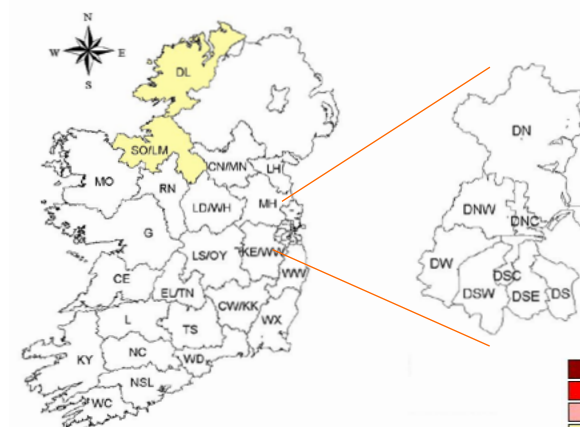 N
W E
S
DL
SO/LM
MO
RN
CN/MN
LH
LD/WH
MH
G
LS/OY
KE/WW
WW
CE
EL/TN
CW/KK
L
TS
WX
KY
NC
WD
NSL
WC
DN
DNW
DNC
DW
DSC
DSW
DSE
DS